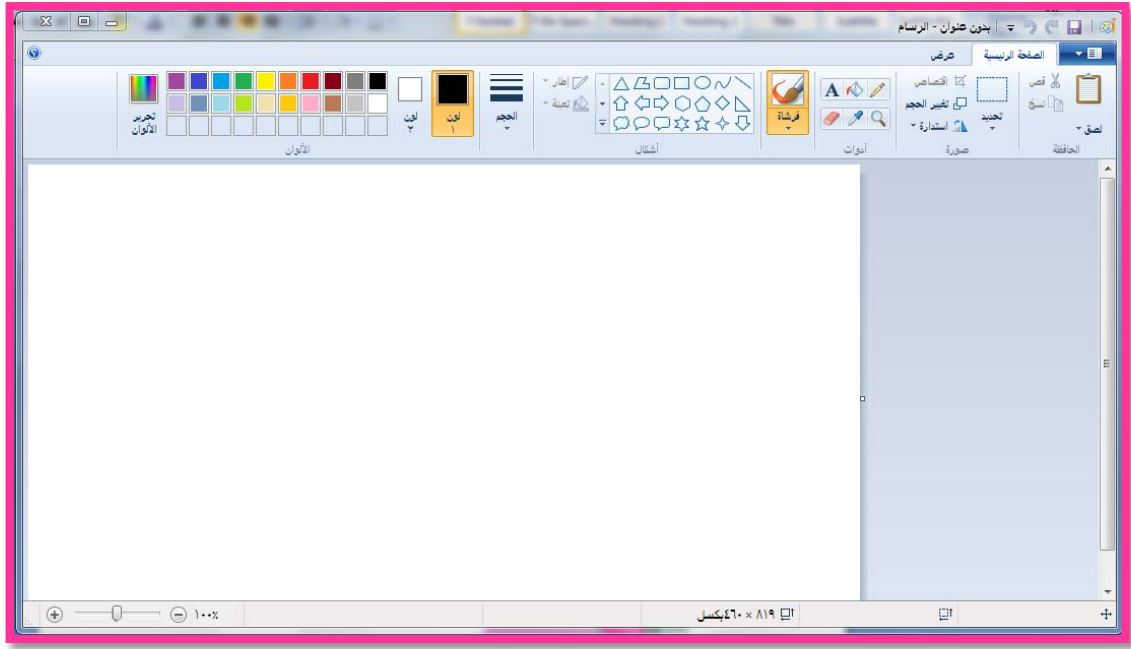 بدون عنوان - الرسام
الصفحة الرئيسية
عرض
لصق
قص
نسخ
الحافظة
تحديد
اقتصاص
تغيير الحجم
استدارة
صورة
A
أدوات
فرشاة
إطار
تعبئة
أشكال
الحجم
لون
١
لون
٢
تحرير
الألوان
الألوان
٨١٩ × ٤٦٠بكسل
١٠٠٪